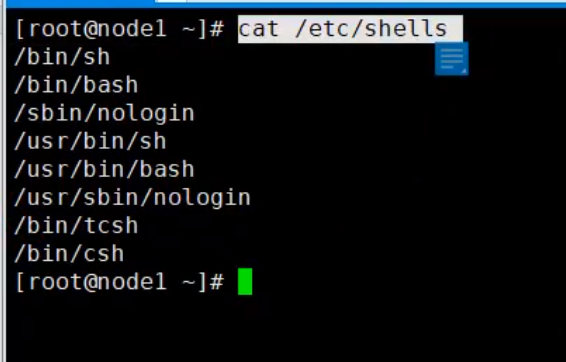 [root@node1 ~]# cat /etc/shells
/bin/sh
/bin/bash
/sbin/nologin
/usr/bin/sh
/usr/bin/bash
/usr/sbin/nologin
/bin/tcsh
/bin/csh
[root@node1 ~]#